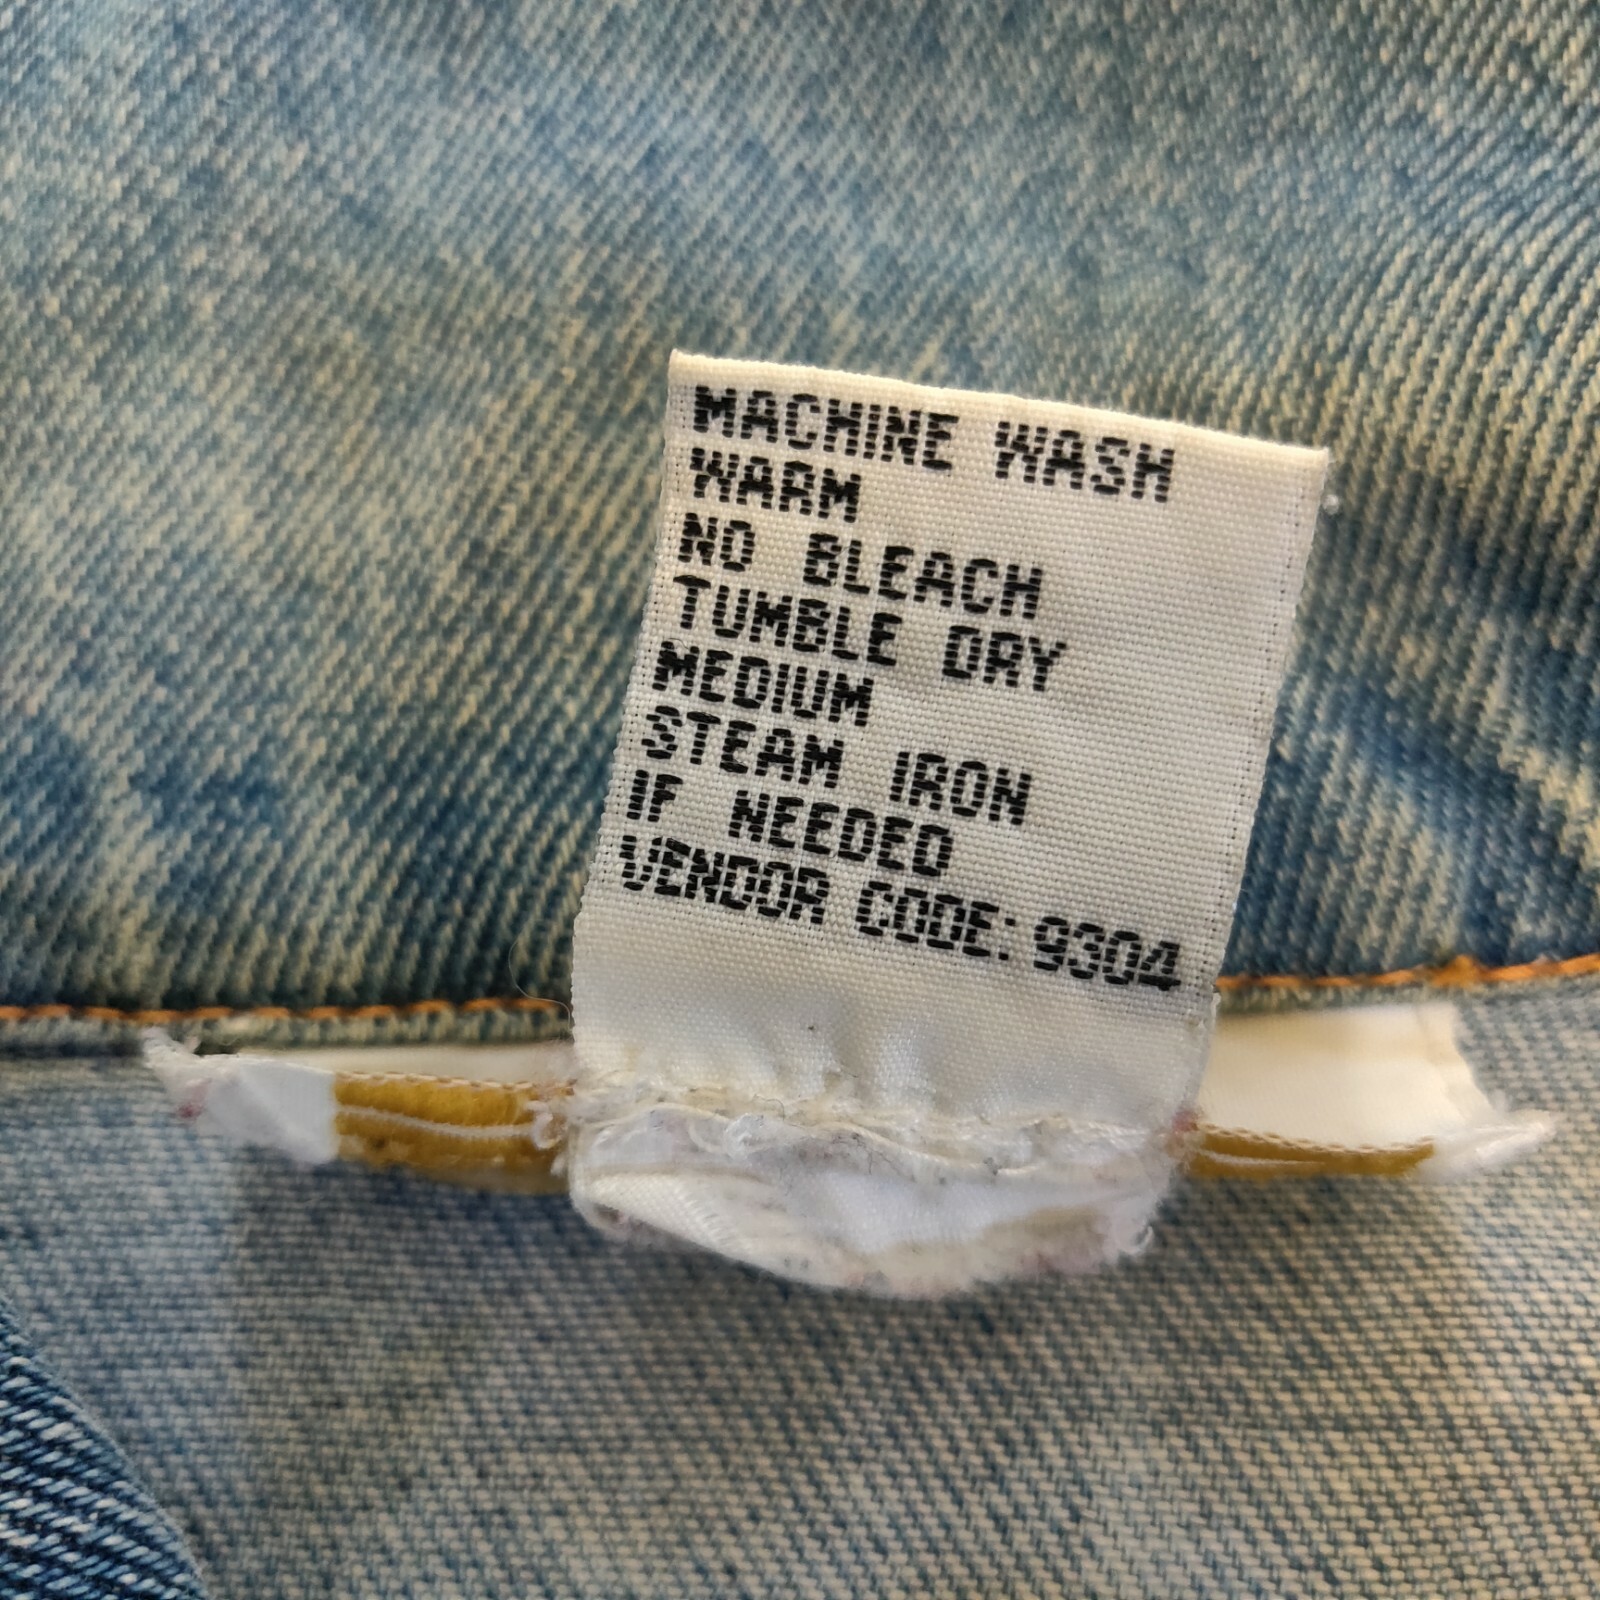 MACHINE WASH
WARM
NO BLEACH
TUMBLE DRY
MEDIUM
STEAM IRON
IF NEEDED
VENDOR CODE: 9304